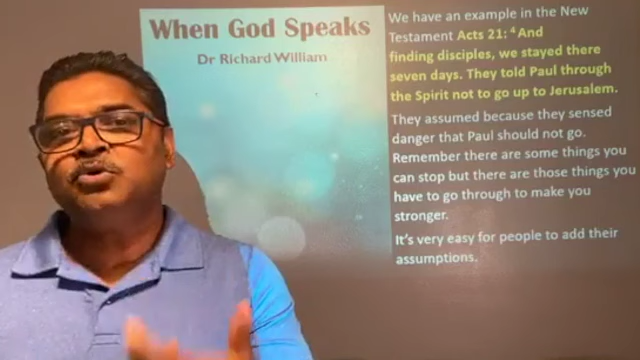 When God Speaks
Dr Richard William
We have an example in the New
Testament Acts 21: 4 And
finding disciples, we stayed there
seven days. They told Paul through
the Spirit not to go up to Jerusalem.
They assumed because they sensed
danger that Paul should not go.
Remember there are some things you
can stop but there are those things you
have to go through to make you
stronger.
It's very easy for people to add their
assumptions.